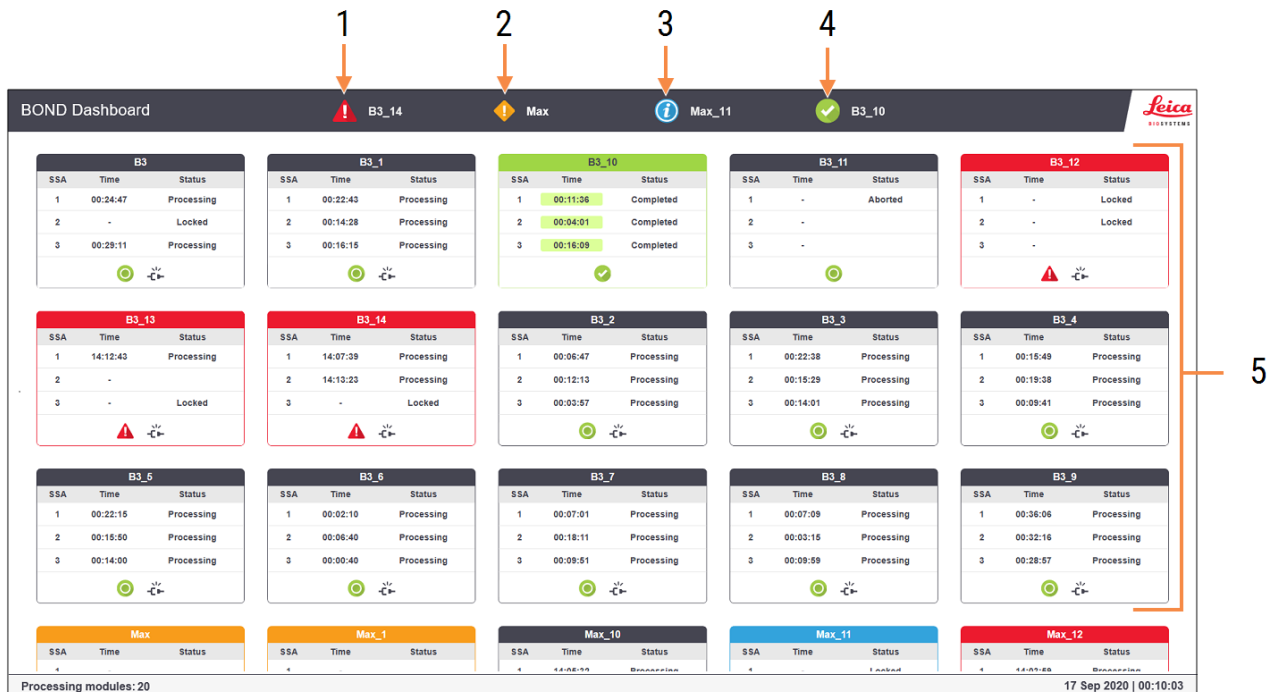 1 2 3 4
BOND Dashboard B3_14 Max Max_11 B3_10 Leica
BIOSYSTEMS
B3 B3_1 B3_10 B3_11 B3_12
SSA Time Status SSA Time Status SSA Time Status SSA Time Status SSA Time Status
1 00:24:47 Processing 1 00:22:43 Processing 1 00:11:36 Completed 1 - Aborted 1 - Locked
2 - Locked 2 00:14:28 Processing 2 00:04:01 Completed 2 - 2 - Locked
3 00:29:11 Processing 3 00:16:15 Processing 3 00:16:09 Completed 3 - 3 -
B3_13 B3_14 B3_2 B3_3 B3_4
SSA Time Status SSA Time Status SSA Time Status SSA Time Status SSA Time Status
1 14:12:43 Processing 1 14:07:39 Processing 1 00:06:47 Processing 1 00:22:38 Processing 1 00:15:49 Processing
5
2 - 2 14:13:23 Processing 2 00:12:13 Processing 2 00:15:29 Processing 2 00:19:38 Processing
3 - Locked 3 - Locked 3 00:03:57 Processing 3 00:14:01 Processing 3 00:09:41 Processing
B3_5 B3_6 B3_7 B3_8 B3_9
SSA Time Status SSA Time Status SSA Time Status SSA Time Status SSA Time Status
1 00:22:15 Processing 1 00:02:10 Processing 1 00:07:01 Processing 1 00:07:09 Processing 1 00:36:06 Processing
2 00:15:50 Processing 2 00:06:40 Processing 2 00:18:11 Processing 2 00:03:15 Processing 2 00:32:16 Processing
3 00:14:00 Processing 3 00:00:40 Processing 3 00:09:51 Processing 3 00:09:59 Processing 3 00:28:57 Processing
Max Max_1 Max_10 Max_11 Max_12
SSA Time Status SSA Time Status SSA Time Status SSA Time Status SSA Time Status
Processing modules: 20 17 Sep 2020 | 00:10:03